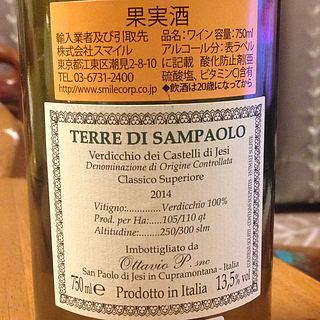 果実酒
輸入業者及び引取先
株式会社スマイル
東京都江東区潮見2-8-10
TEL 03-6731-2400
www.smilecorp.co.jp
品名:ワイン 容量:750ml
アルコール分:表ラベル
に記載 酸化防止剤(亜
硫酸塩、ビタミンC)含有
◆飲酒は20歳になってから
TERRE DI SAMPAOLO
Verdicchio dei Castelli di Jesi
Denominazione di Origine Controllata
Classico Superiore
2014
Vitigno:..............Verdicchio 100%
Prod. per Ha:......105/110 qt
Altitudine:........250/300 slm
Imbottigliato da
Ottavio P. snc
San Paolo di Jesi in Cupramontana - Italia
750 ml e Prodotto in Italia 13,5% vol